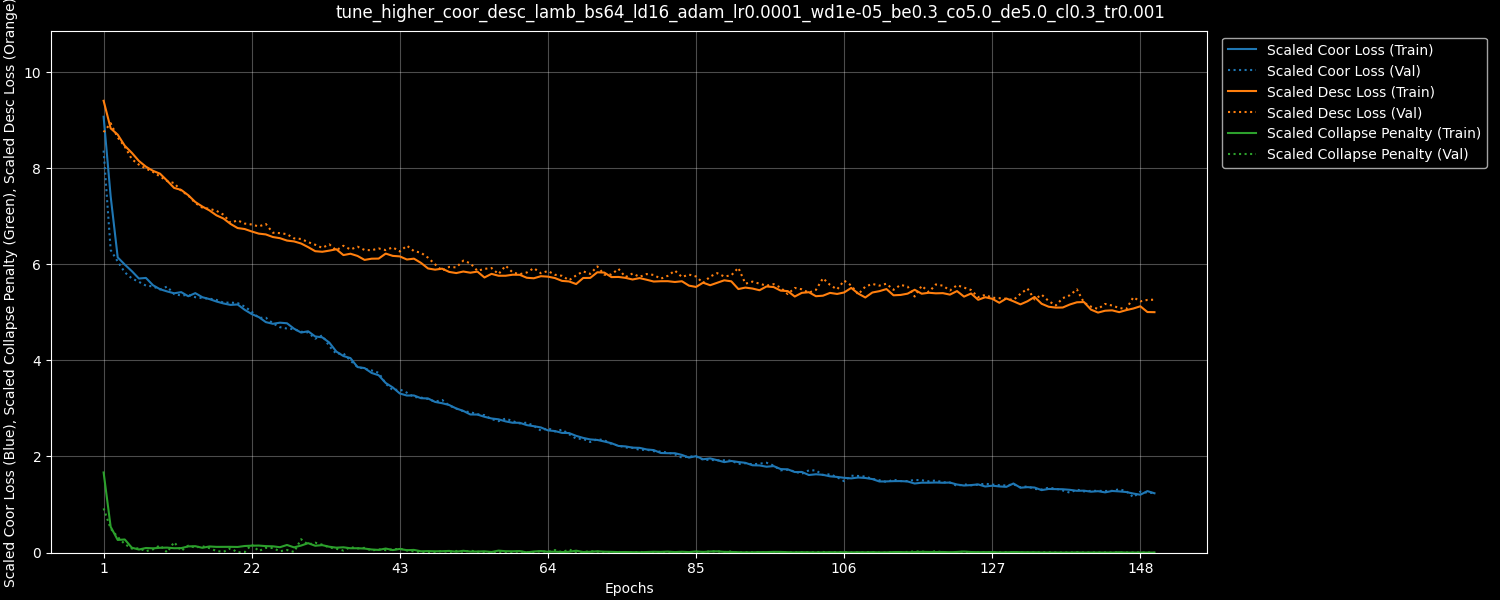 tune_higher_coor_desc_lamb_bs64_ld16_adam_lr0.0001_wd1e-05_be0.3_co5.0_de5.0_cl0.3_tr0.001
Scaled Coor Loss (Blue), Scaled Collapse Penalty (Green), Scaled Desc Loss (Orange)
10
8
6
4
2
0
1
22
43
64
85
106
127
148
Epochs
Scaled Coor Loss (Train)
Scaled Coor Loss (Val)
Scaled Desc Loss (Train)
Scaled Desc Loss (Val)
Scaled Collapse Penalty (Train)
Scaled Collapse Penalty (Val)